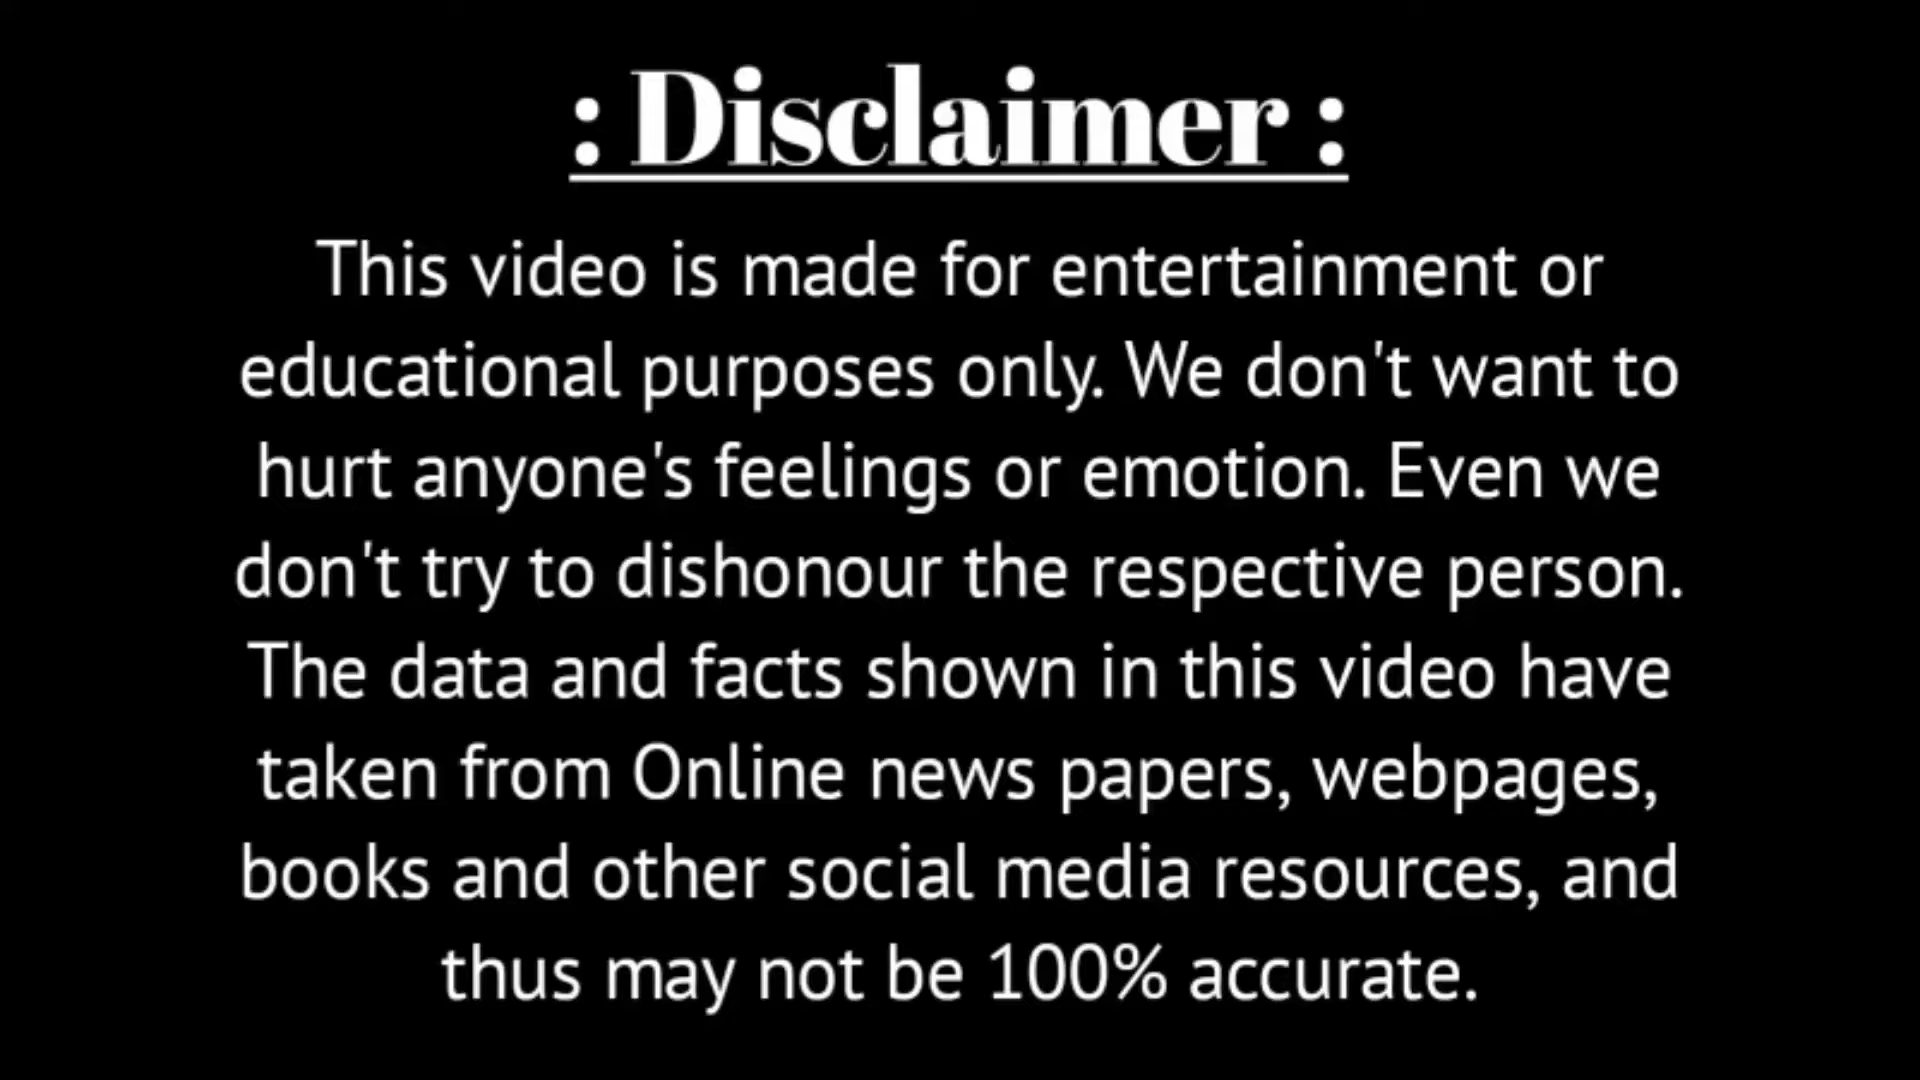 : Disclaimer :
This video is made for entertainment or
educational purposes only. We don't want to
hurt anyone's feelings or emotion. Even we
don't try to dishonour the respective person.
The data and facts shown in this video have
taken from Online news papers, webpages,
books and other social media resources, and
thus may not be 100% accurate.